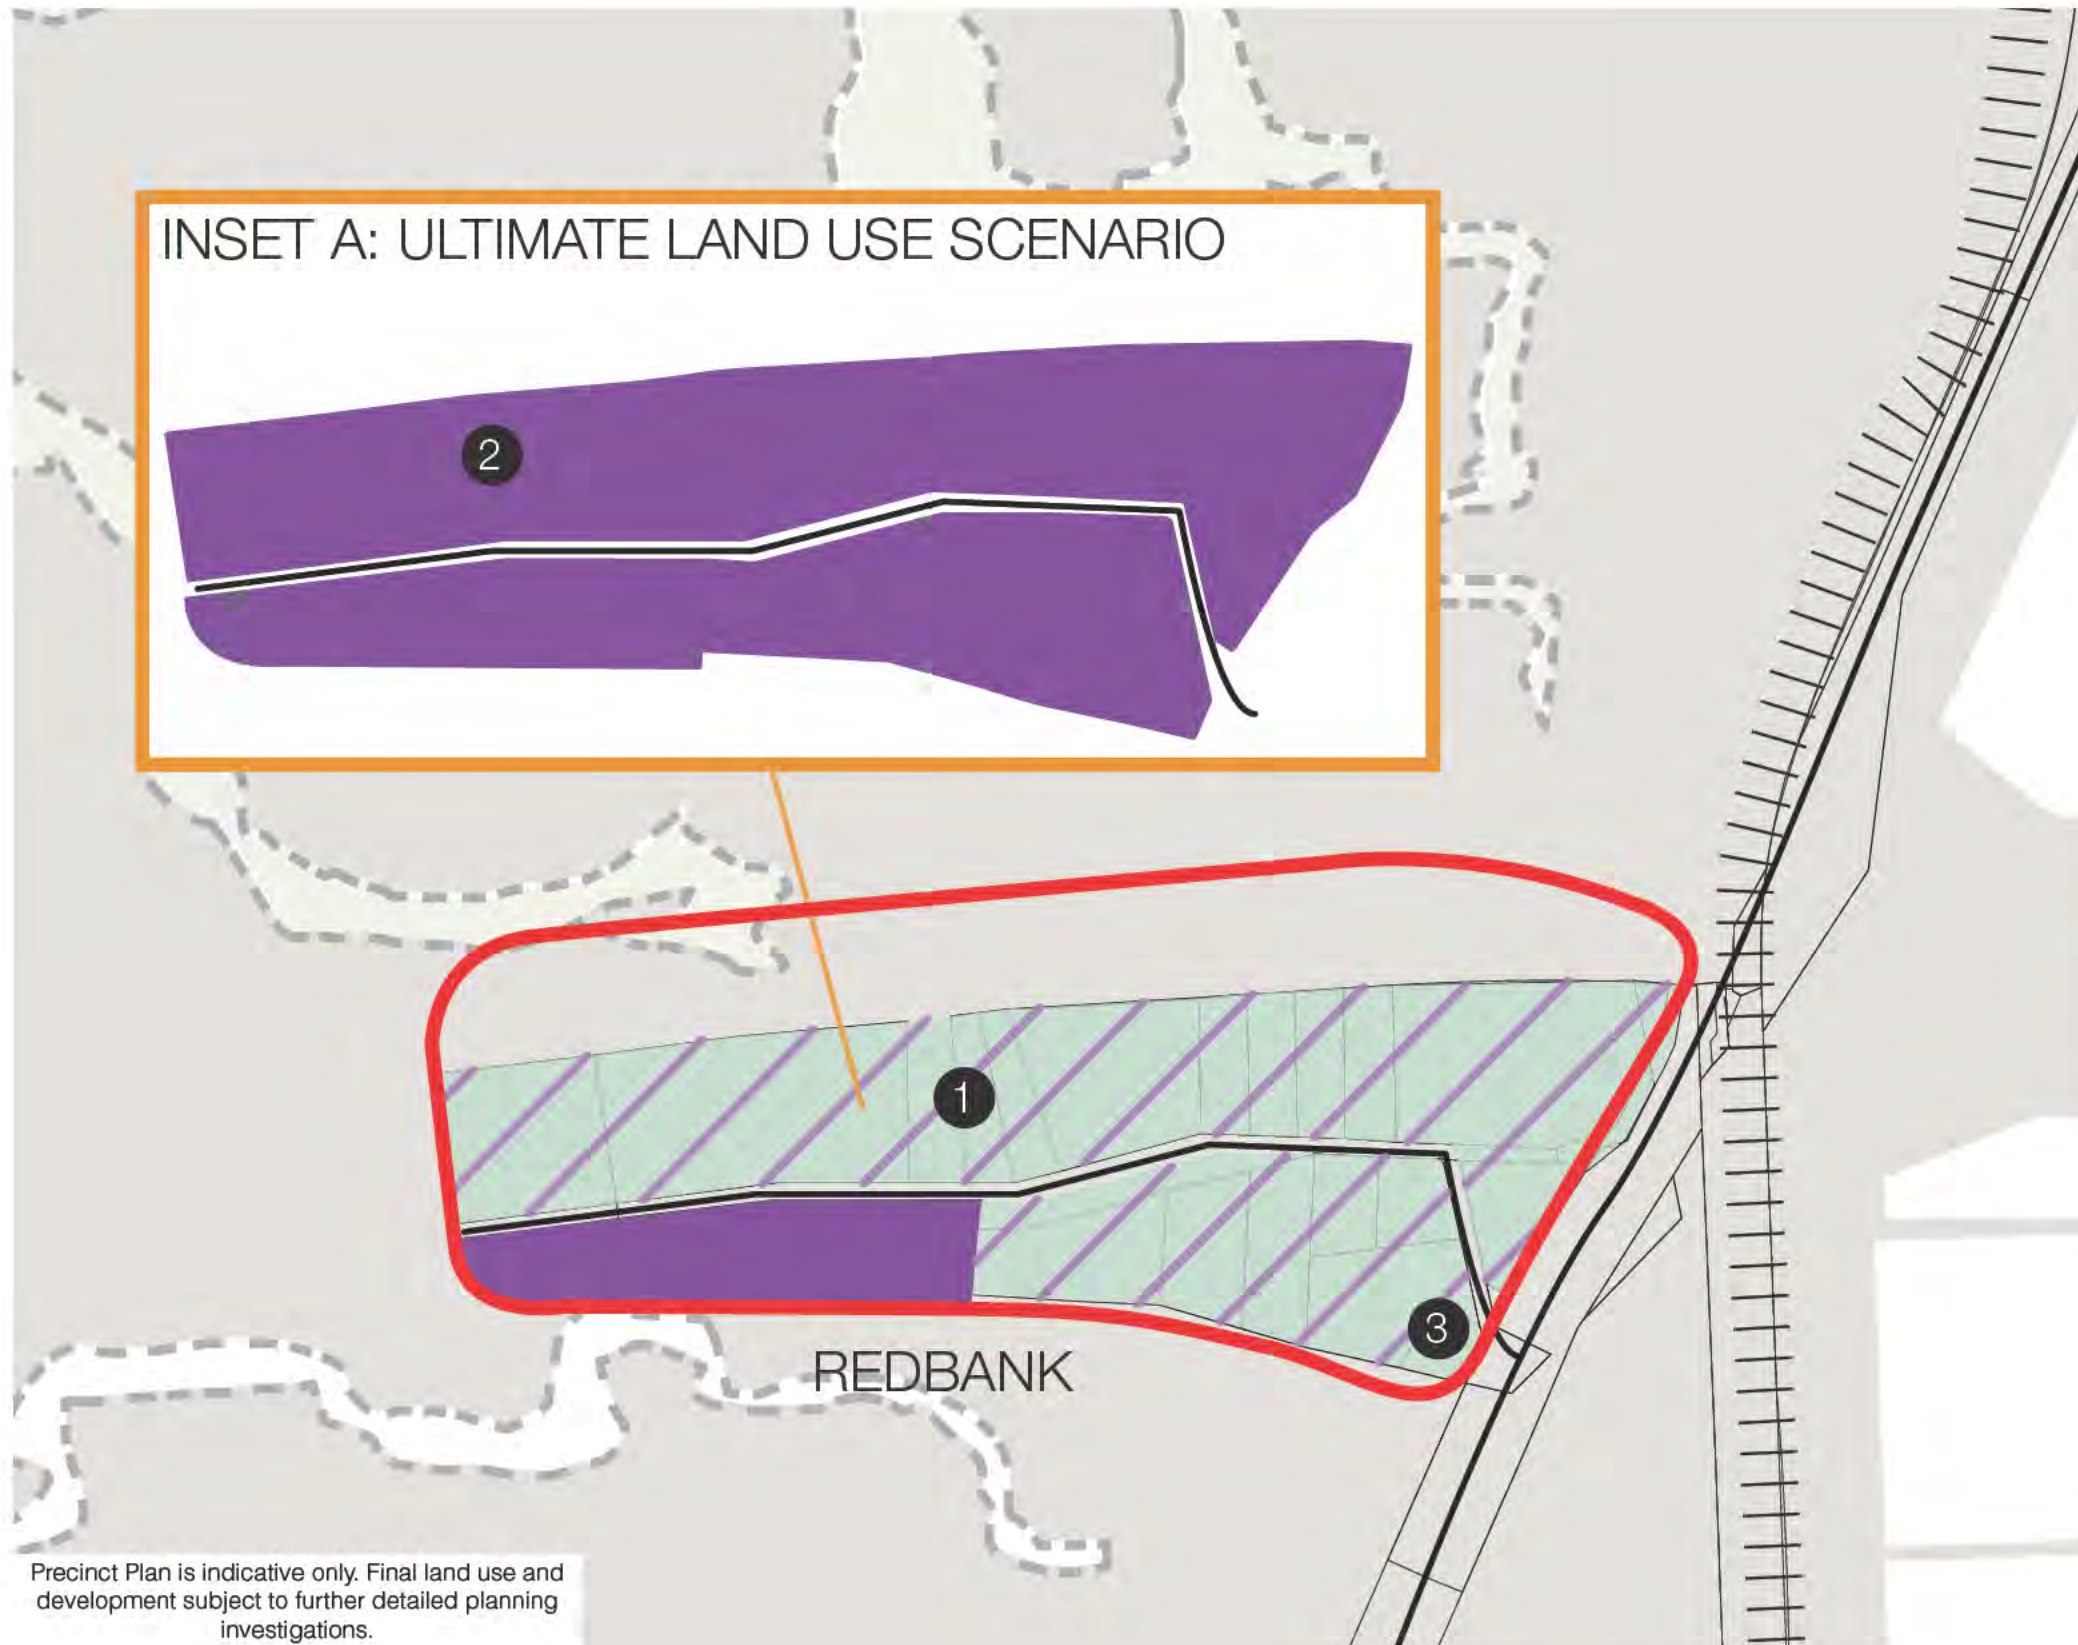 INSET A: ULTIMATE LAND USE SCENARIO
2
1
3
REDBANK
Precinct Plan is indicative only. Final land use and
development subject to further detailed planning
investigations.